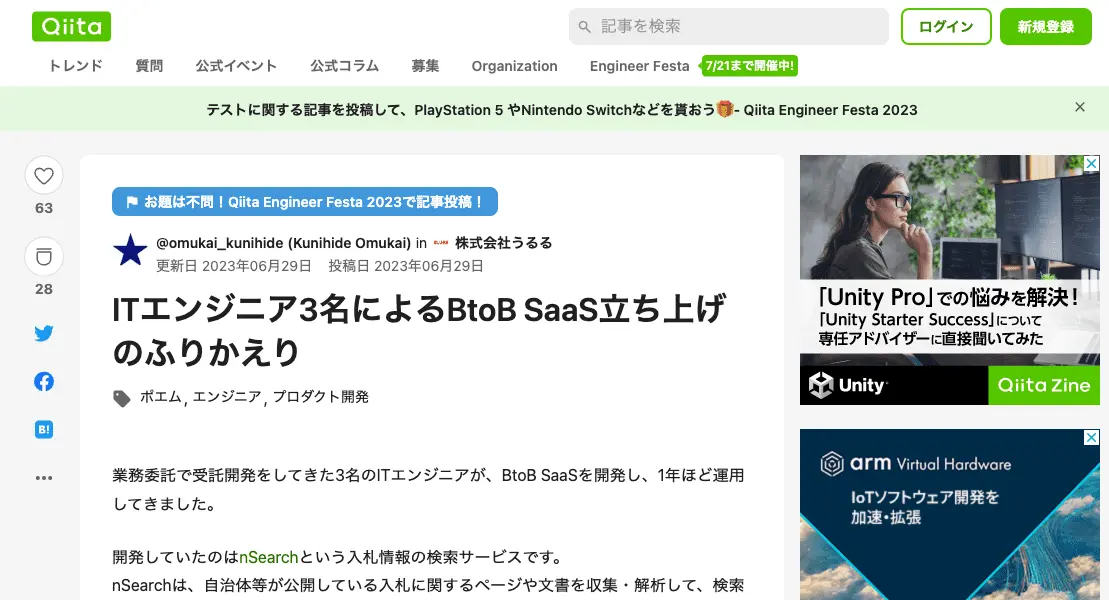 Qiita
記事を検索
ログイン
新規登録
トレンド
質問
公式イベント
公式コラム
募集
Organization
Engineer Festa
7/21まで開催中!
テストに関する記事を投稿して、PlayStation 5 やNintendo Switchなどを貰おう🎁- Qiita Engineer Festa 2023
63
28
B!
お題は不問！Qiita Engineer Festa 2023で記事投稿！
@omukai_kunihide (Kunihide Omukai) in 株式会社うるる
更新日 2023年06月29日 投稿日 2023年06月29日
ITエンジニア3名によるBtoB SaaS立ち上げ
のふりかえり
ポエム, エンジニア, プロダクト開発
業務委託で受託開発をしてきた3名のITエンジニアが、BtoB SaaSを開発し、1年ほど運用
してきました。
開発していたのはnSearchという入札情報の検索サービスです。
nSearchは、自治体等が公開している入札に関するページや文書を収集・解析して、検索
「Unity Pro」での悩みを解決！
「Unity Starter Success」について
専任アドバイザーに直接聞いてみた
Unity
Qiita Zine
arm Virtual Hardware
IoTソフトウェア開発を
加速・拡張